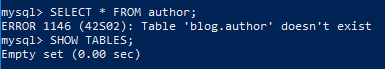 mysql> SELECT * FROM author;
ERROR 1146 (42S02): Table 'blog.author' doesn't exist
mysql> SHOW TABLES;
Empty set (0.00 sec)